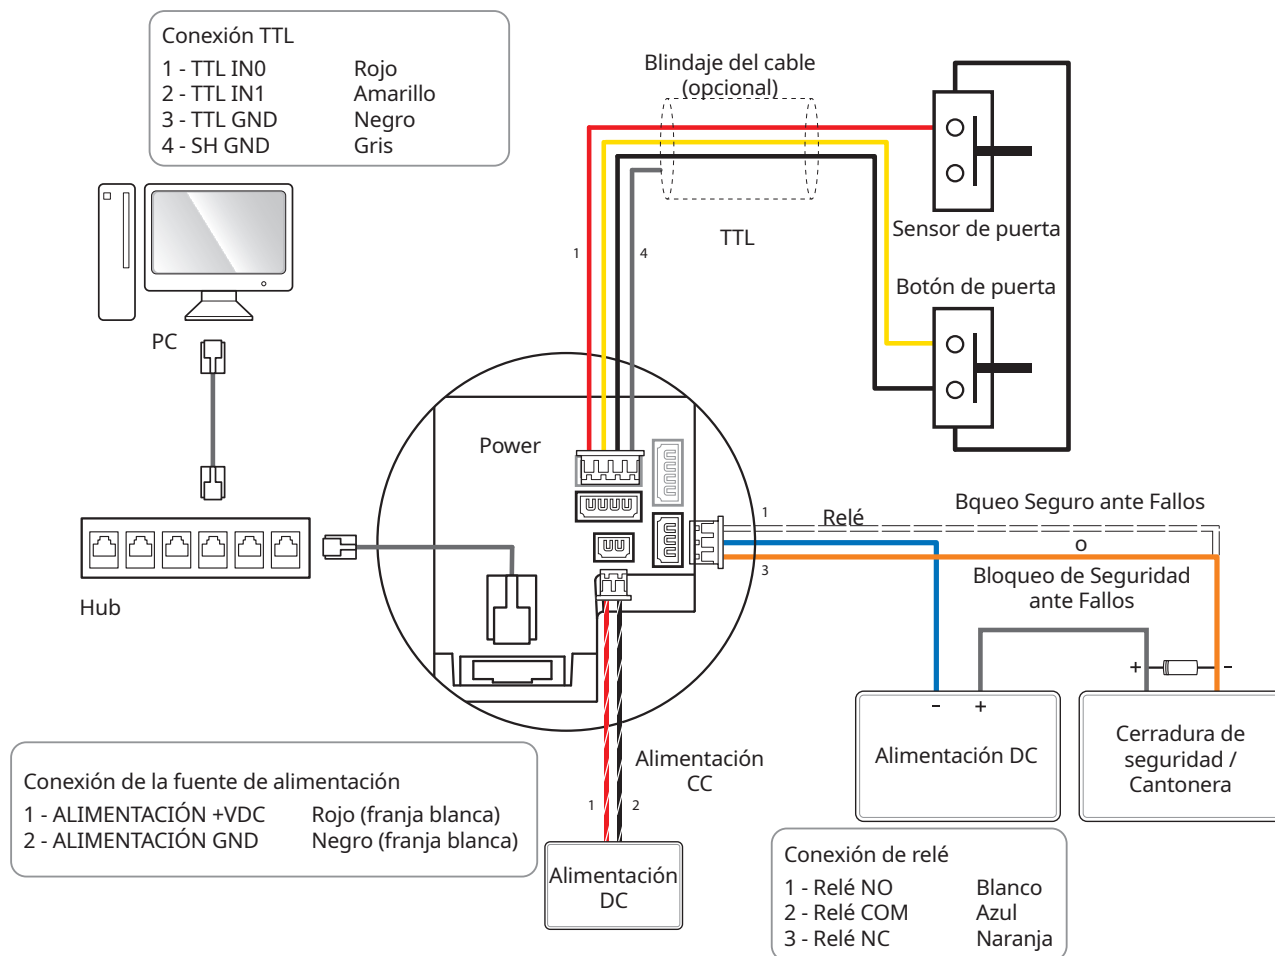 Conexión TTL
1 - TTL IN0 Rojo
2 - TTL IN1 Amarillo
3 - TTL GND Negro
4 - SH GND Gris
Blindaje del cable
(opcional)
TTL
1
4
Sensor de puerta
Botón de puerta
PC
Power
Hub
1
Relé
Bqueo Seguro ante Fallos
o
3
Bloqueo de Seguridad
ante Fallos
+
-
- +
Alimentación DC
Cerradura de
seguridad /
Cantonera
Alimentación
CC
1
2
Alimentación
DC
Conexión de la fuente de alimentación
1 - ALIMENTACIÓN +VDC Rojo (franja blanca)
2 - ALIMENTACIÓN GND Negro (franja blanca)
Conexión de relé
1 - Relé NO Blanco
2 - Relé COM Azul
3 - Relé NC Naranja